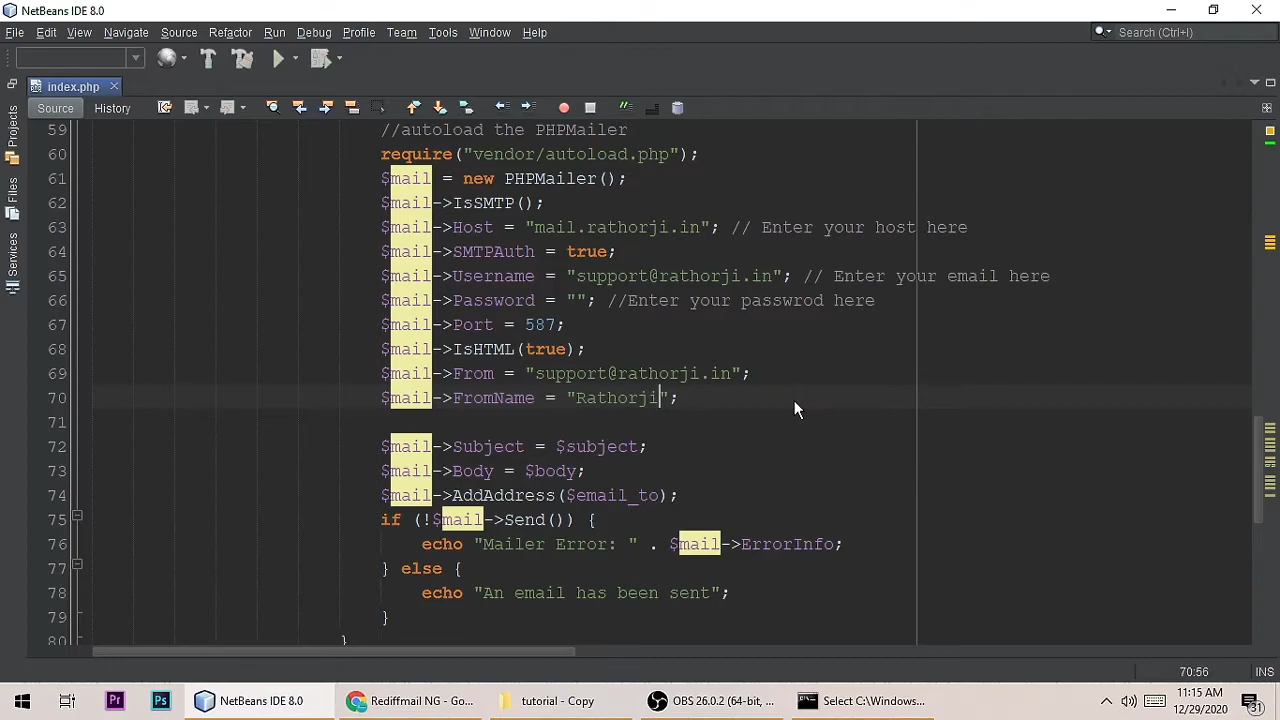 NetBeans IDE 8.0
File Edit View Navigate Source Refactor Run Debug Profile Team Tools Window Help
Search (Ctrl+I)
index.php
Source History
Projects
Files
Services
59 //autoload the PHPMailer
60 require("vendor/autoload.php");
61 $mail = new PHPMailer();
62 $mail->IsSMTP();
63 $mail->Host = "mail.rathorji.in"; // Enter your host here
64 $mail->SMTPAuth = true;
65 $mail->Username = "support@rathorji.in"; // Enter your email here
66 $mail->Password = ""; //Enter your passwrod here
67 $mail->Port = 587;
68 $mail->IsHTML(true);
69 $mail->From = "support@rathorji.in";
70 $mail->FromName = "Rathorji";
71
72 $mail->Subject = $subject;
73 $mail->Body = $body;
74 $mail->AddAddress($email_to);
75 if (!$mail->Send()) {
76 echo "Mailer Error: " . $mail->ErrorInfo;
77 } else {
78 echo "An email has been sent";
79 }
80 }
70:56 INS
Pr Ps NetBeans IDE 8.0 Rediffmail NG - Go... tutorial - Copy OBS 26.0.2 (64-bit, ... Select C:\Windows...
11:15 AM
12/29/2020
31